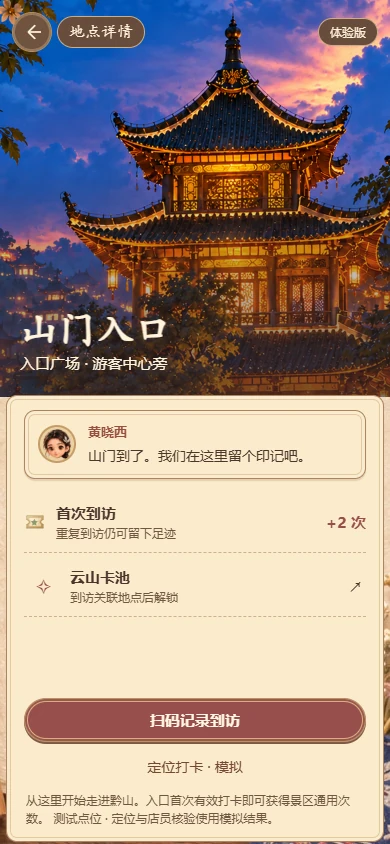 地点详情
体验版
山门入口
入口广场 · 游客中心旁
黄晓西
山门到了。我们在这里留个印记吧。
首次到访
重复到访仍可留下足迹
+2 次
云山卡池
到访关联地点后解锁
扫码记录到访
定位打卡 · 模拟
从这里开始走进黔山。入口首次有效打卡即可获得景区通用次
数。 测试点位 · 定位与店员核验使用模拟结果。